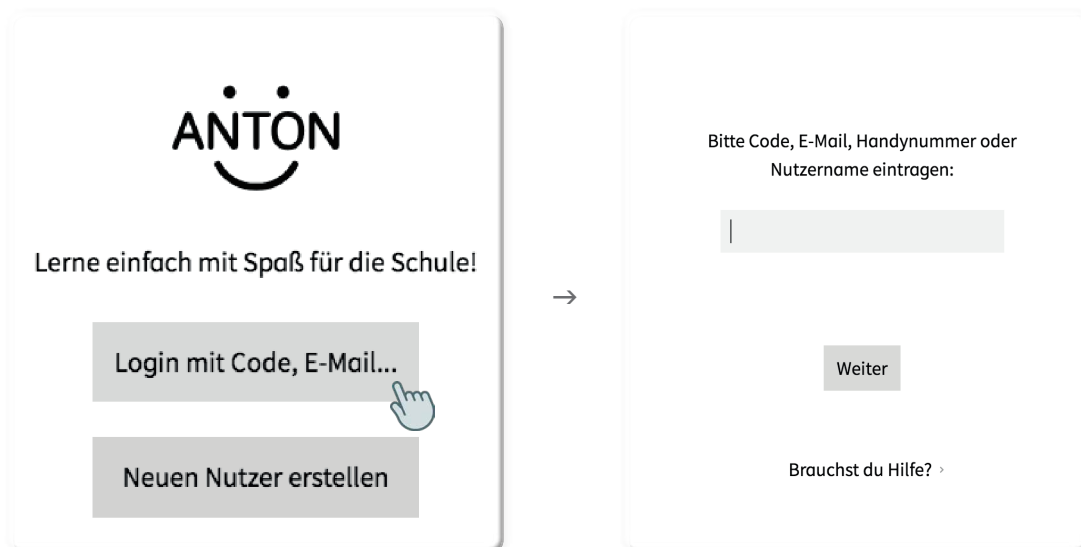 ANTON
Lerne einfach mit Spaß für die Schule!
Login mit Code, E-Mail...
Neuen Nutzer erstellen
→
Bitte Code, E-Mail, Handynummer oder
Nutzername eintragen:
Weiter
Brauchst du Hilfe? ›